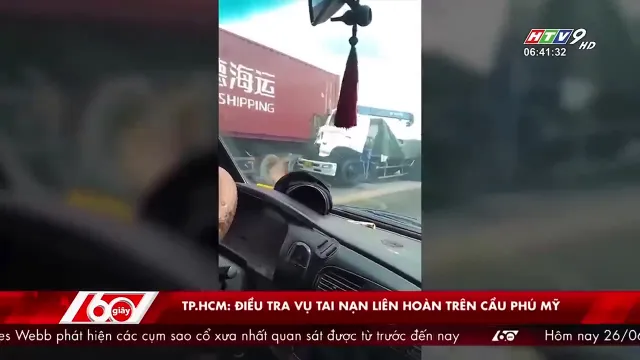 HTV9 HD
06:41:32
德海运
SHIPPING
60 giây
TP.HCM: ĐIỀU TRA VỤ TAI NẠN LIÊN HOÀN TRÊN CẦU PHÚ MỸ
es Webb phát hiện các cụm sao cổ xưa nhất quan sát được từ trước đến nay 60 Hôm nay 26/0